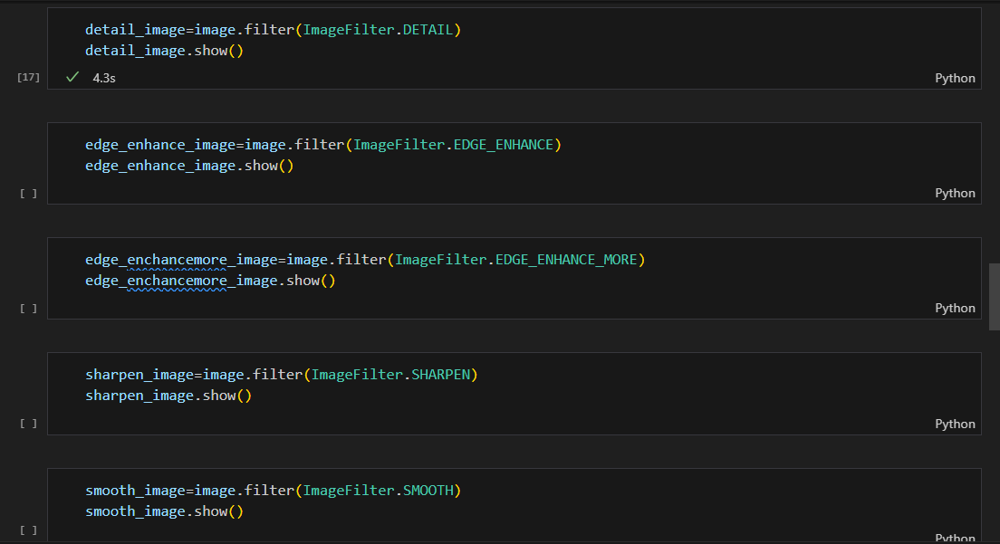 detail_image=image.filter(ImageFilter.DETAIL)
detail_image.show()
[17] ✓ 4.3s Python
edge_enhance_image=image.filter(ImageFilter.EDGE_ENHANCE)
edge_enhance_image.show()
[ ] Python
edge_enchancemore_image=image.filter(ImageFilter.EDGE_ENHANCE_MORE)
edge_enchancemore_image.show()
[ ] Python
sharpen_image=image.filter(ImageFilter.SHARPEN)
sharpen_image.show()
[ ] Python
smooth_image=image.filter(ImageFilter.SMOOTH)
smooth_image.show()
[ ] Python